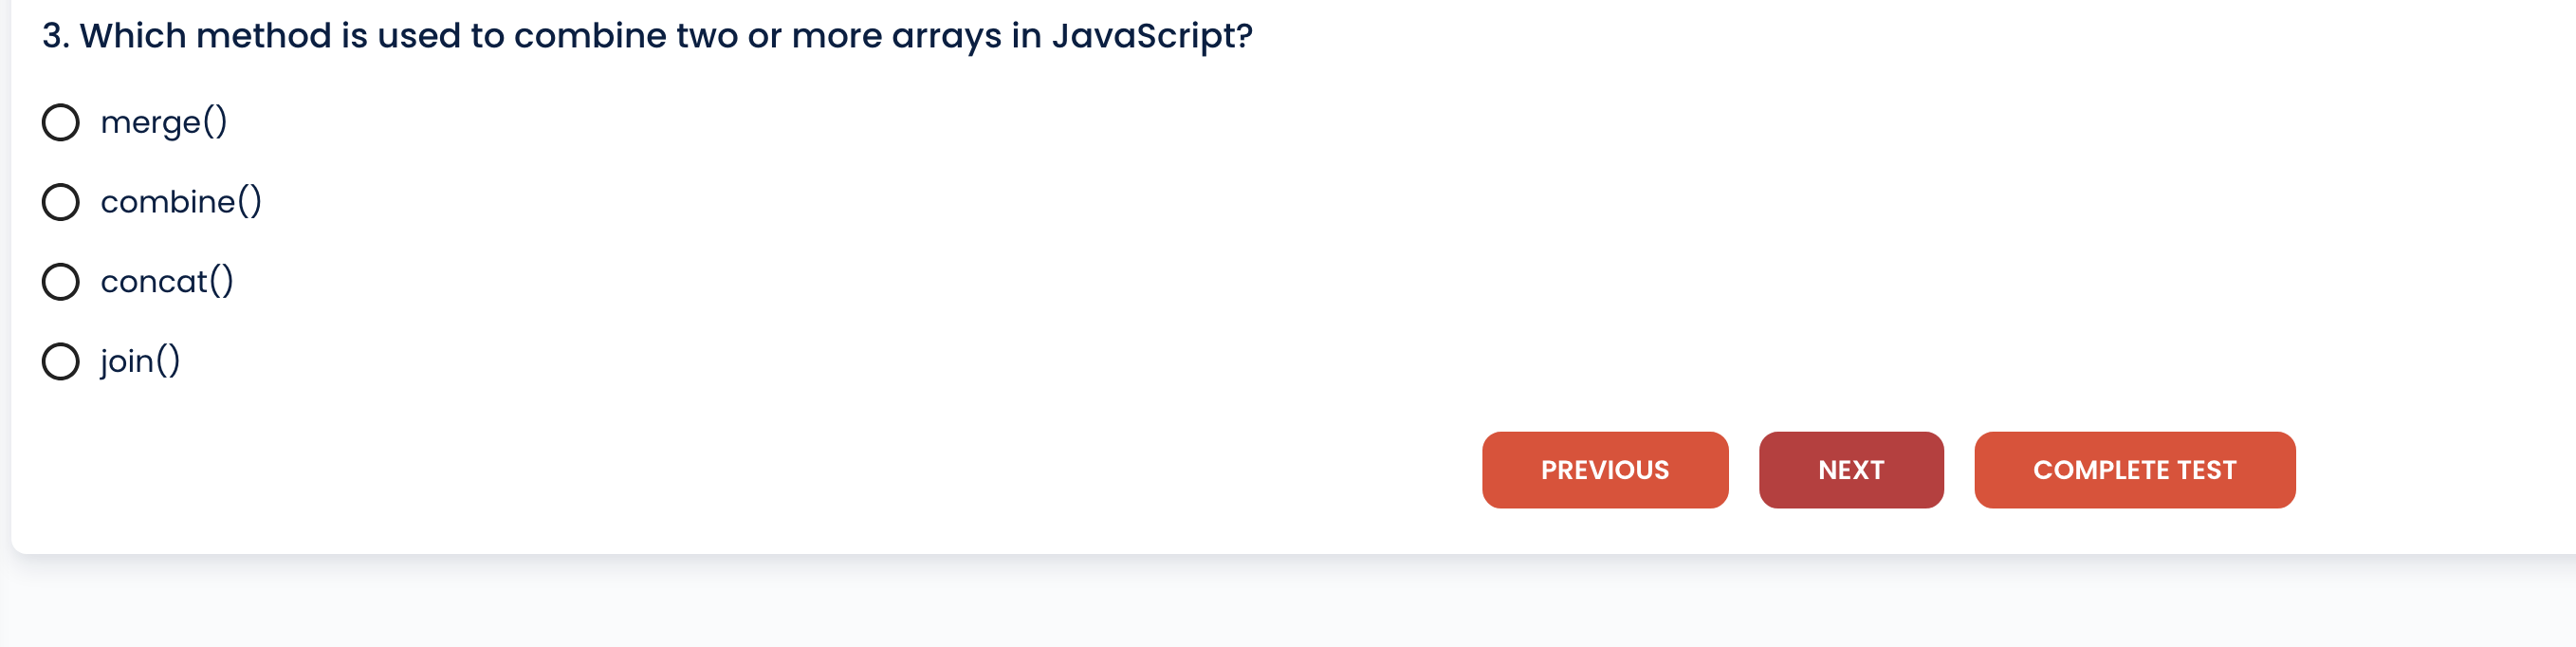 3. Which method is used to combine two or more arrays in JavaScript?
merge()
combine()
concat()
join()
PREVIOUS NEXT COMPLETE TEST